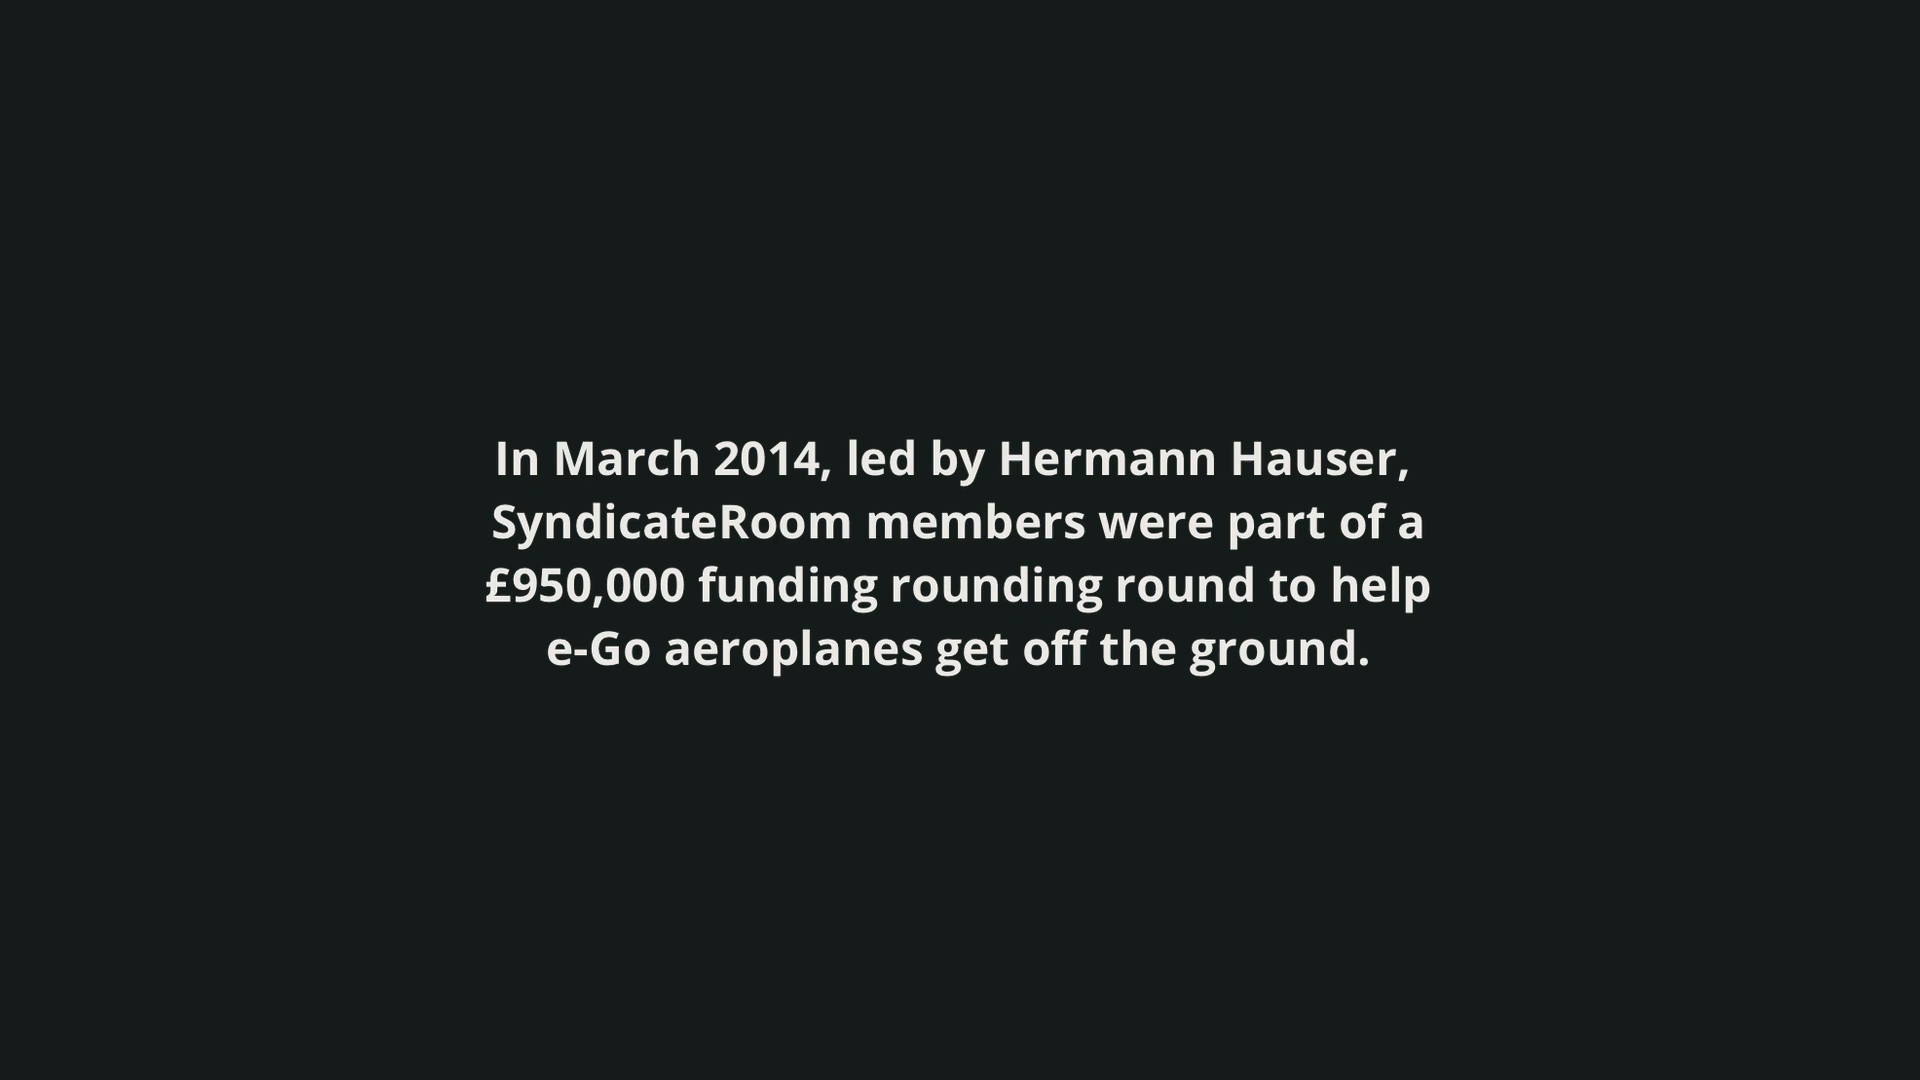 In March 2014, led by Hermann Hauser,
SyndicateRoom members were part of a
£950,000 funding rounding round to help
e-Go aeroplanes get off the ground.